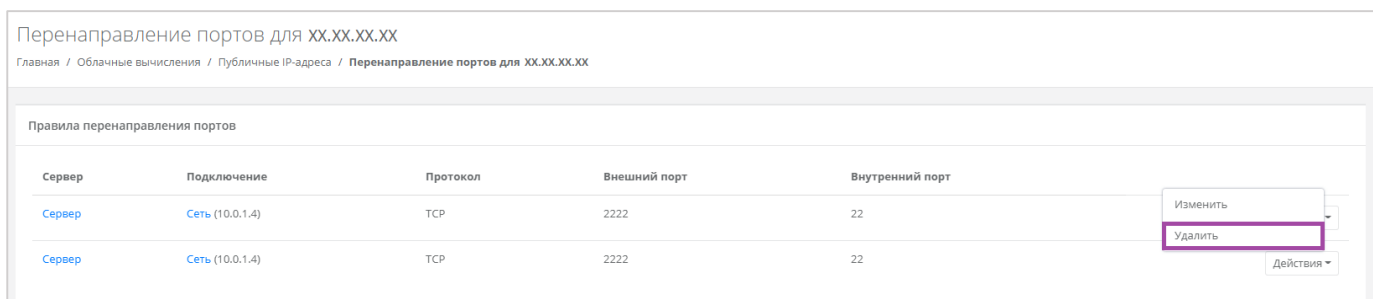 Перенаправление портов для XX.XX.XX.XX
Главная / Облачные вычисления / Публичные IP-адреса / Перенаправление портов для XX.XX.XX.XX
Правила перенаправления портов
Сервер Подключение Протокол Внешний порт Внутренний порт
Сервер Сеть (10.0.1.4) TCP 2222 22
Изменить
Удалить
Сервер Сеть (10.0.1.4) TCP 2222 22 Действия